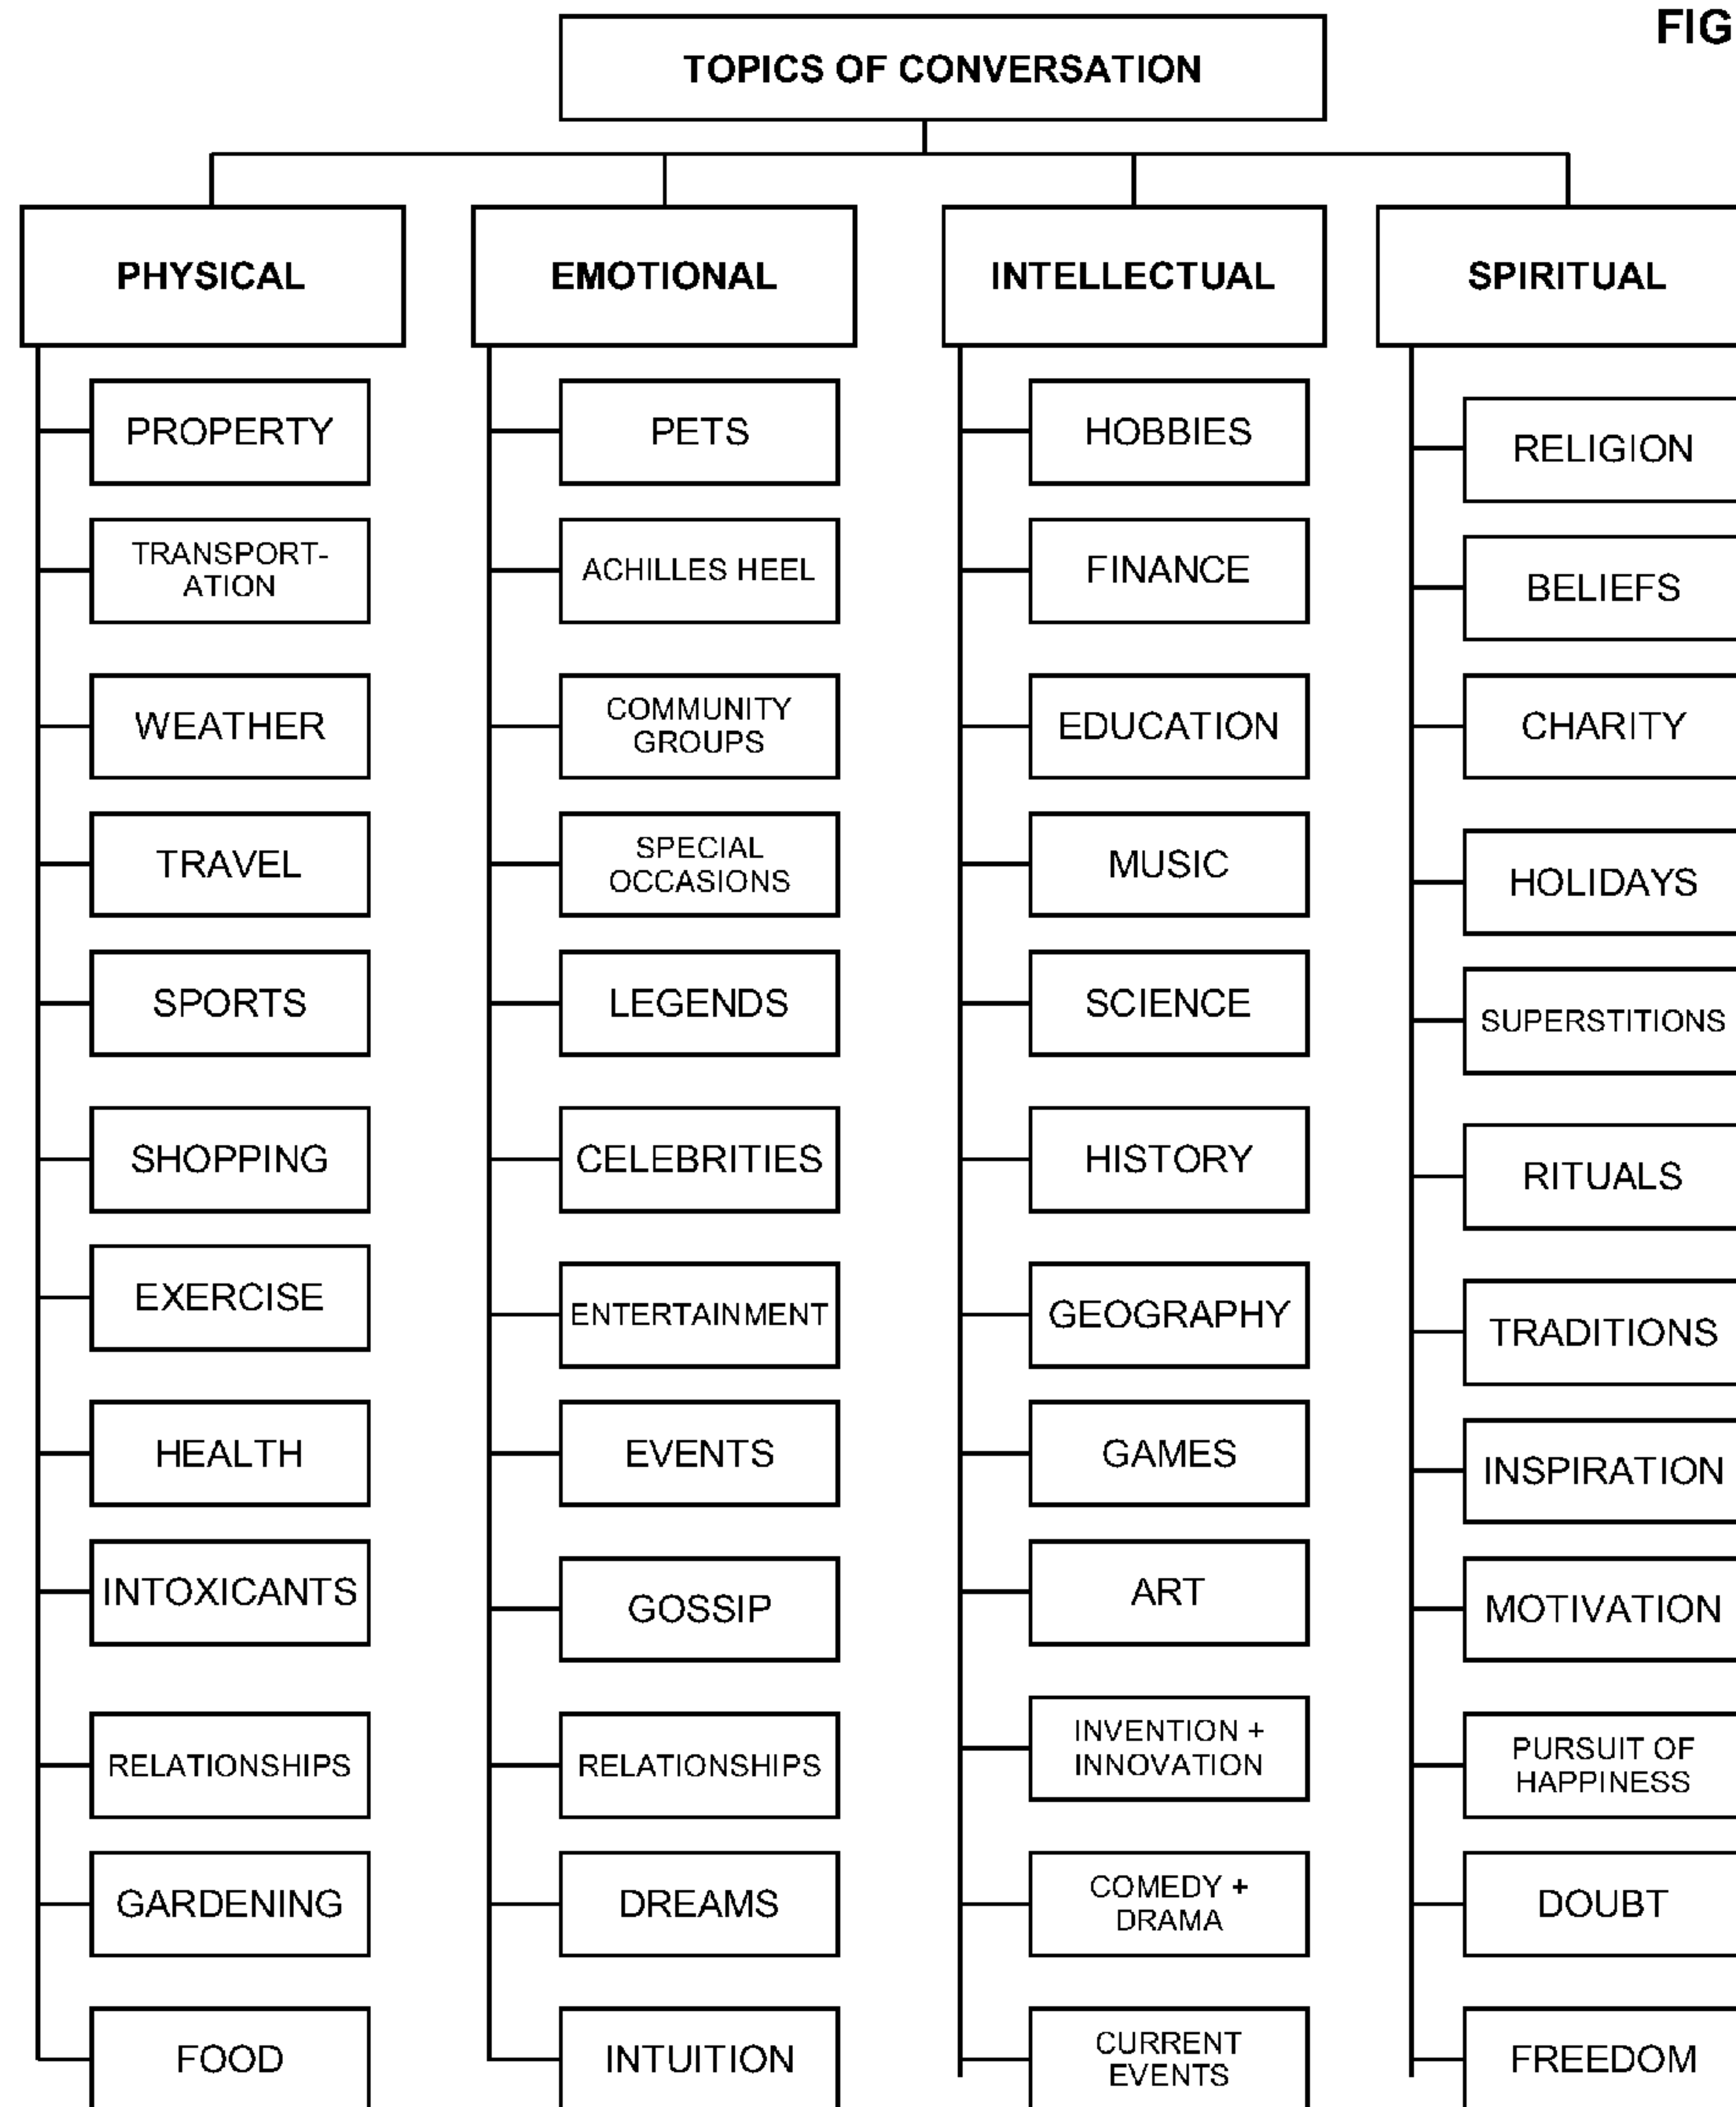 FIG
TOPICS OF CONVERSATION
PHYSICAL
PROPERTY
TRANSPORT-
ATION
WEATHER
TRAVEL
SPORTS
SHOPPING
EXERCISE
HEALTH
INTOXICANTS
RELATIONSHIPS
GARDENING
FOOD
EMOTIONAL
PETS
ACHILLES HEEL
COMMUNITY
GROUPS
SPECIAL
OCCASIONS
LEGENDS
CELEBRITIES
ENTERTAINMENT
EVENTS
GOSSIP
RELATIONSHIPS
DREAMS
INTUITION
INTELLECTUAL
HOBBIES
FINANCE
EDUCATION
MUSIC
SCIENCE
HISTORY
GEOGRAPHY
GAMES
ART
INVENTION +
INNOVATION
COMEDY +
DRAMA
CURRENT
EVENTS
SPIRITUAL
RELIGION
BELIEFS
CHARITY
HOLIDAYS
SUPERSTITIONS
RITUALS
TRADITIONS
INSPIRATION
MOTIVATION
PURSUIT OF
HAPPINESS
DOUBT
FREEDOM